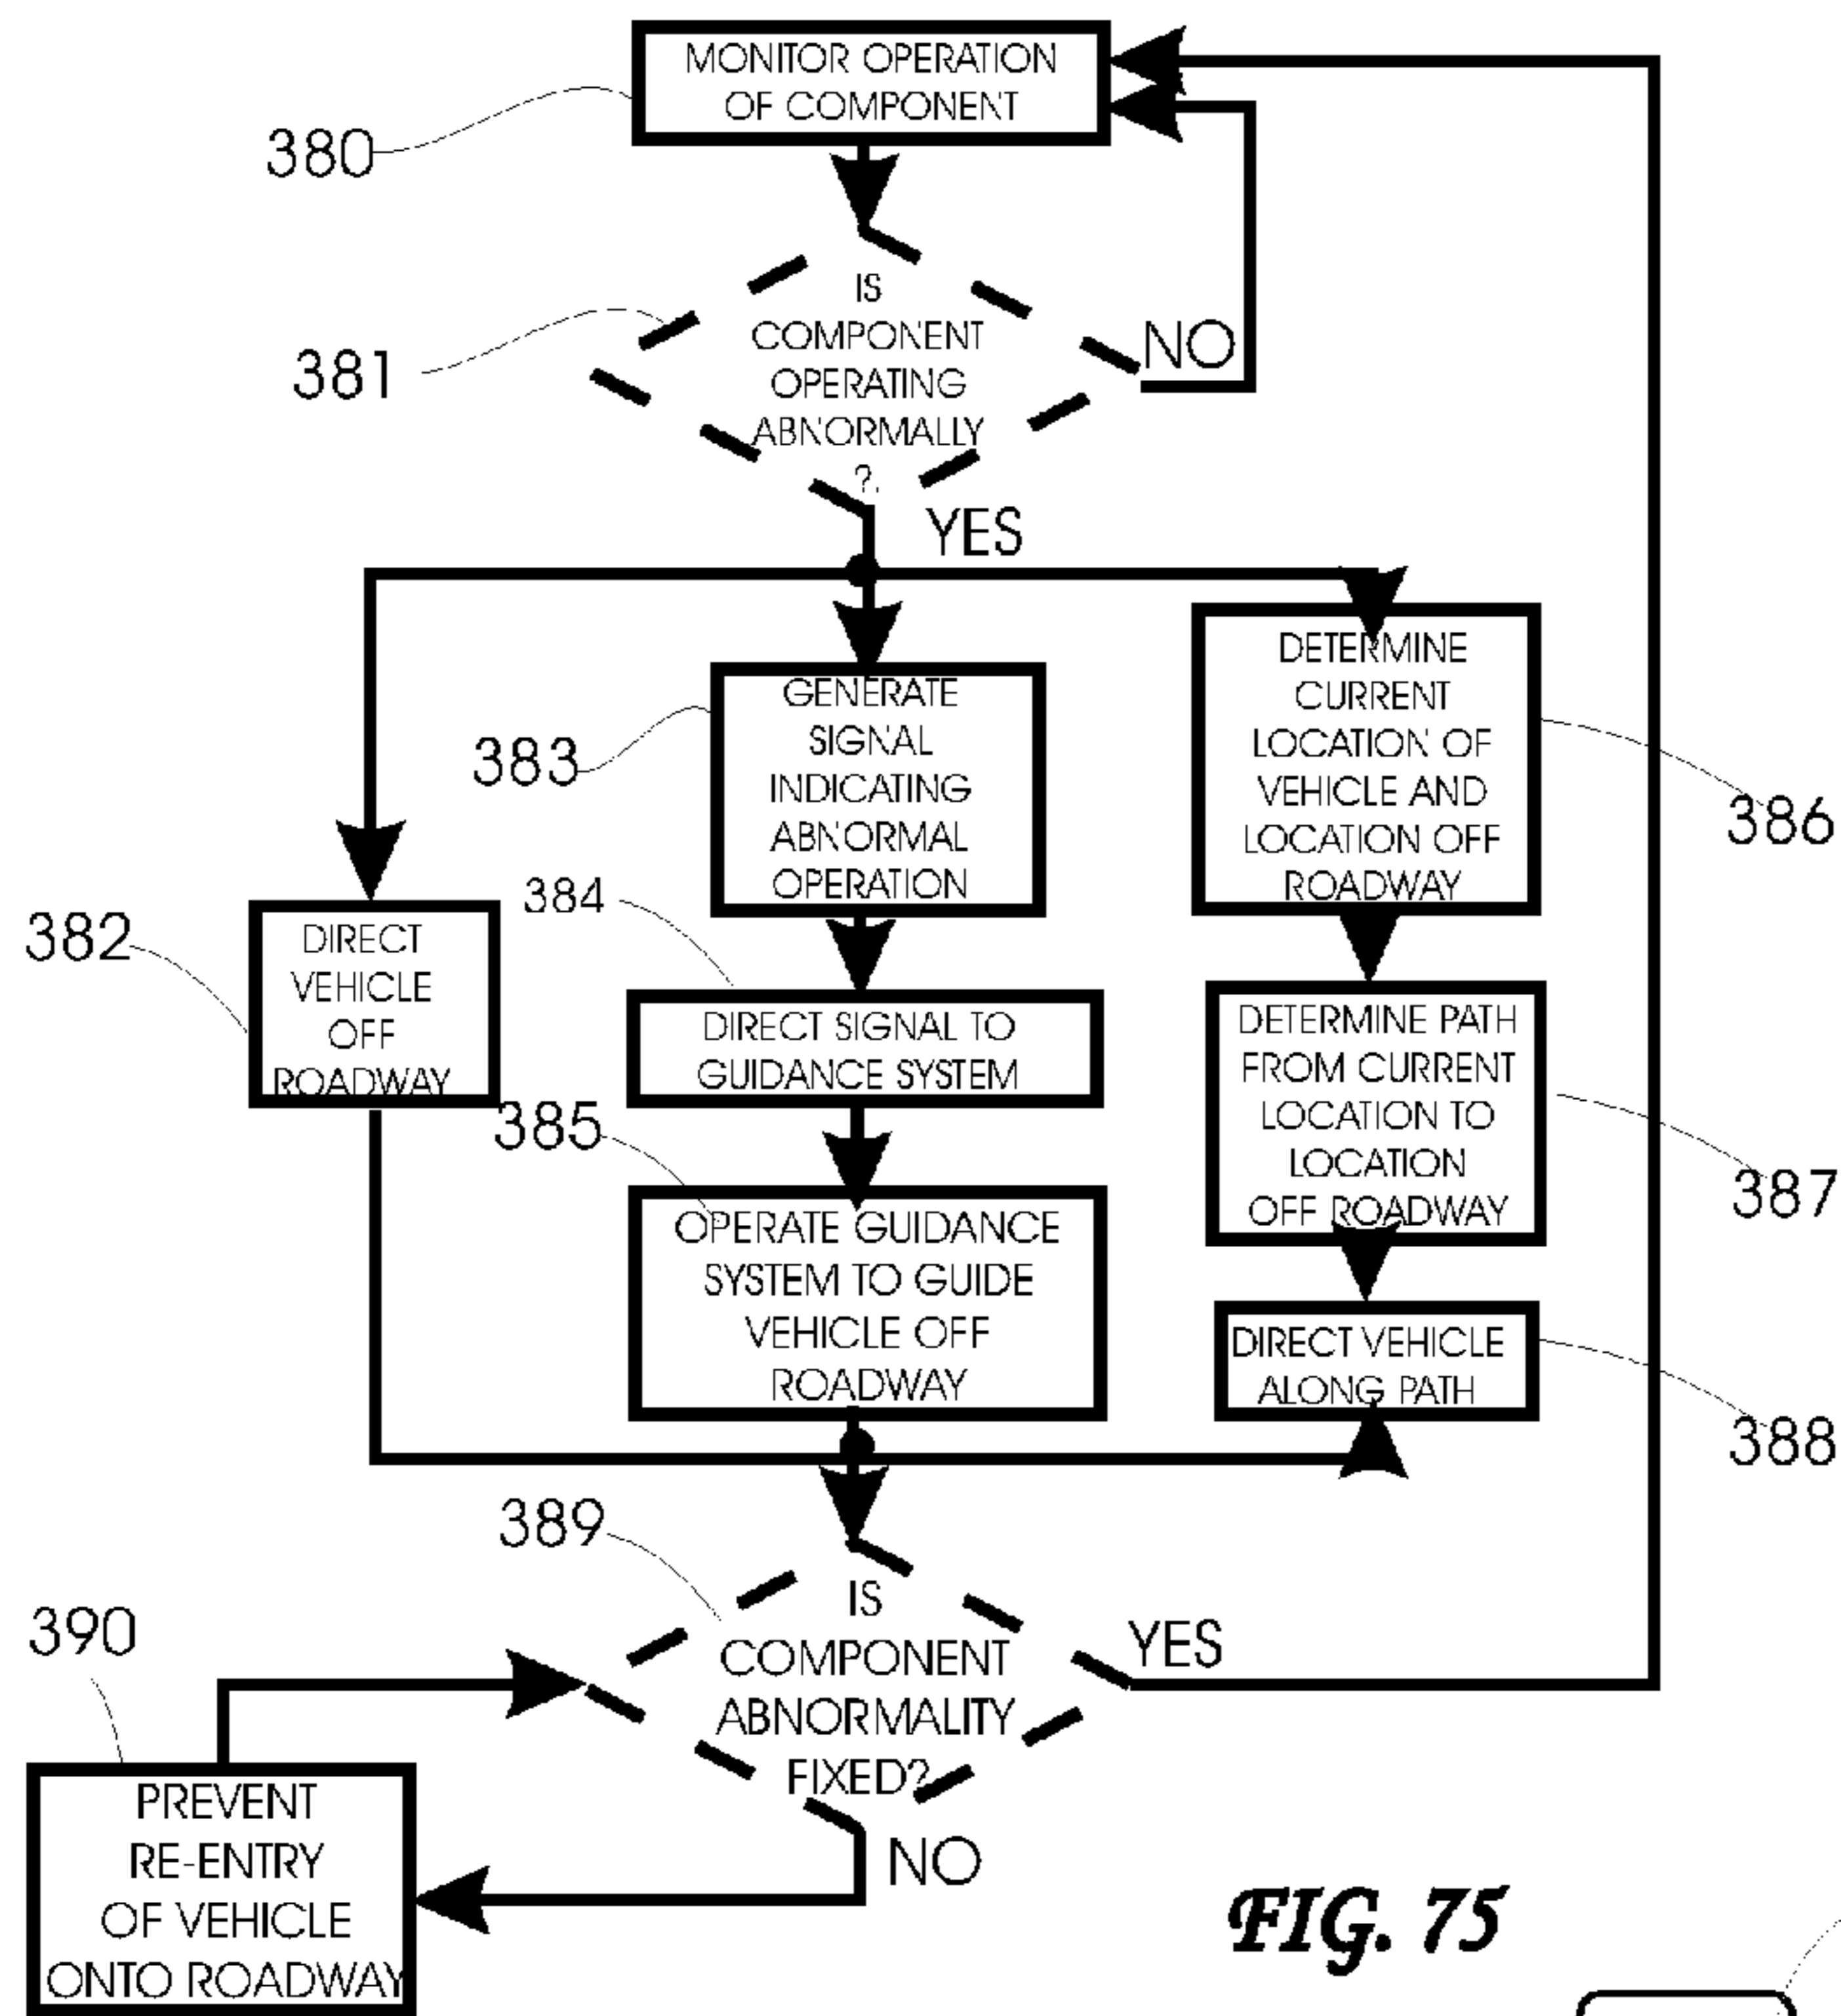 MONITOR OPERATION
OF COMPONENT
380
IS
COMPONENT
OPERATING
ABNORMALLY
?
381
NO
YES
GENERATE
SIGNAL
INDICATING
ABNORMAL
OPERATION
383
DETERMINE
CURRENT
LOCATION OF
VEHICLE AND
LOCATION OFF
ROADWAY
386
382
DIRECT
VEHICLE
OFF
ROADWAY
384
DIRECT SIGNAL TO
GUIDANCE SYSTEM
DETERMINE PATH
FROM CURRENT
LOCATION TO
LOCATION
OFF ROADWAY
387
385
OPERATE GUIDANCE
SYSTEM TO GUIDE
VEHICLE OFF
ROADWAY
DIRECT VEHICLE
ALONG PATH
388
389
IS
COMPONENT
ABNORMALITY
FIXED?
YES
NO
390
PREVENT
RE-ENTRY
OF VEHICLE
ONTO ROADWAY
FIG. 75